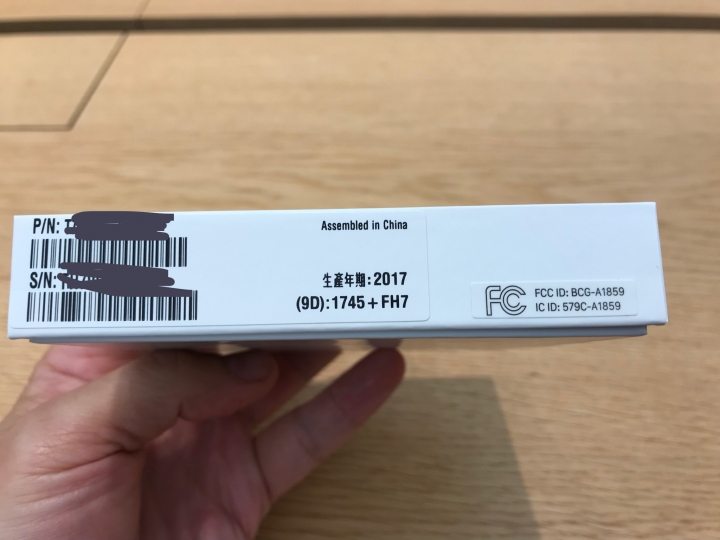 P/N:
Assembled in China
S/N:
生產年期:2017
(9D):1745+FH7
FC
FCC ID: BCG-A1859
IC ID: 579C-A1859